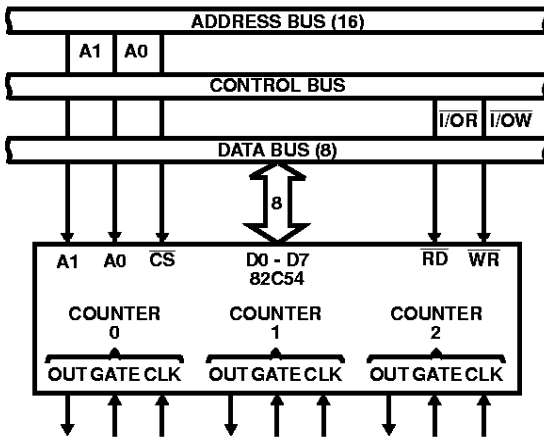 ADDRESS BUS (16)
A1 A0
CONTROL BUS
I/OR I/OW
DATA BUS (8)
8
A1 A0 CS D0 - D7 RD WR
82C54
COUNTER COUNTER COUNTER
0 1 2
OUT GATE CLK OUT GATE CLK OUT GATE CLK